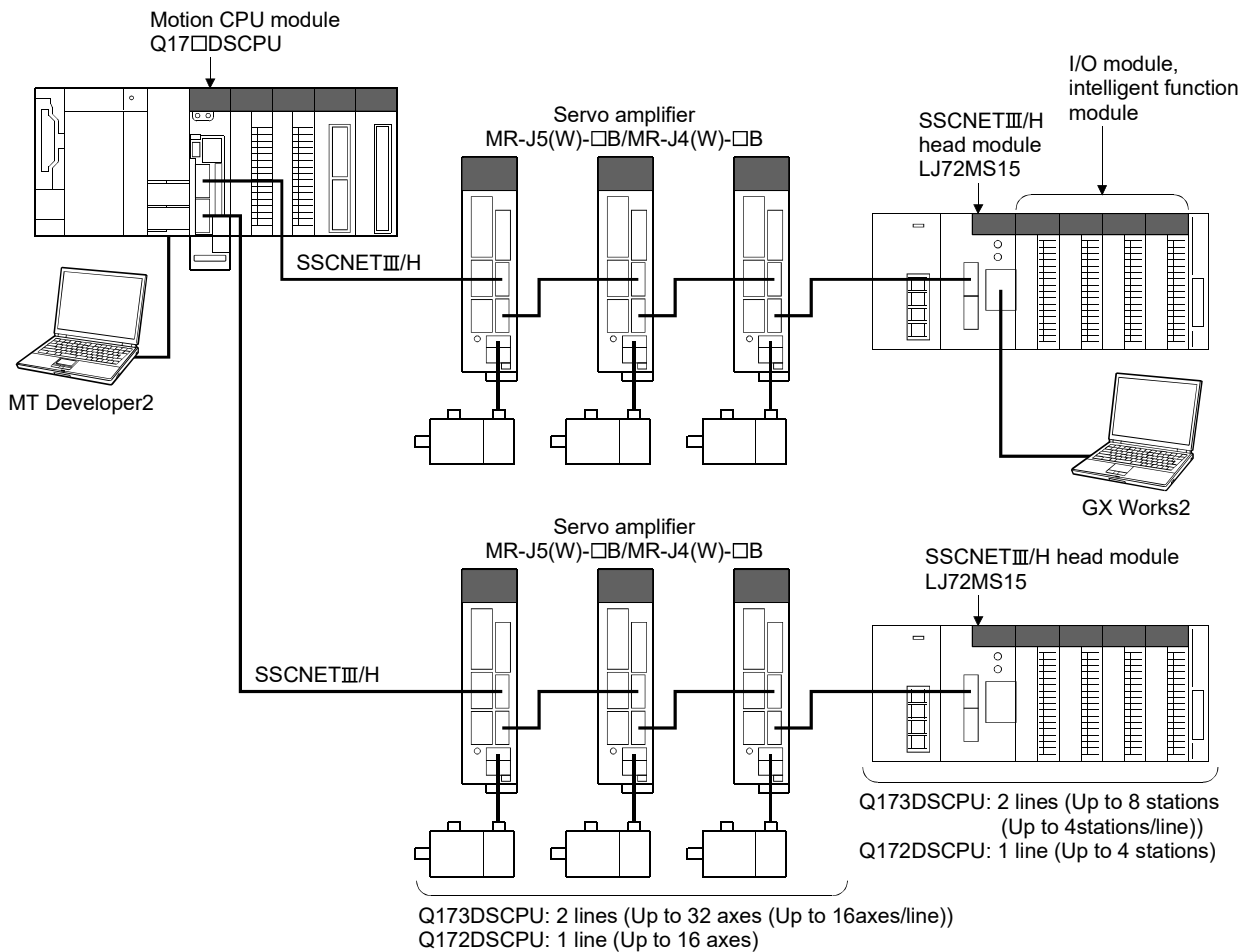 Motion CPU module
Q17□DSCPU
Servo amplifier
MR-J5(W)-□B/MR-J4(W)-□B
I/O module,
intelligent function
module
SSCNETⅢ/H
head module
LJ72MS15
SSCNETⅢ/H
MT Developer2
GX Works2
Servo amplifier
MR-J5(W)-□B/MR-J4(W)-□B
SSCNETⅢ/H head module
LJ72MS15
SSCNETⅢ/H
Q173DSCPU: 2 lines (Up to 8 stations
(Up to 4stations/line))
Q172DSCPU: 1 line (Up to 4 stations)
Q173DSCPU: 2 lines (Up to 32 axes (Up to 16axes/line))
Q172DSCPU: 1 line (Up to 16 axes)